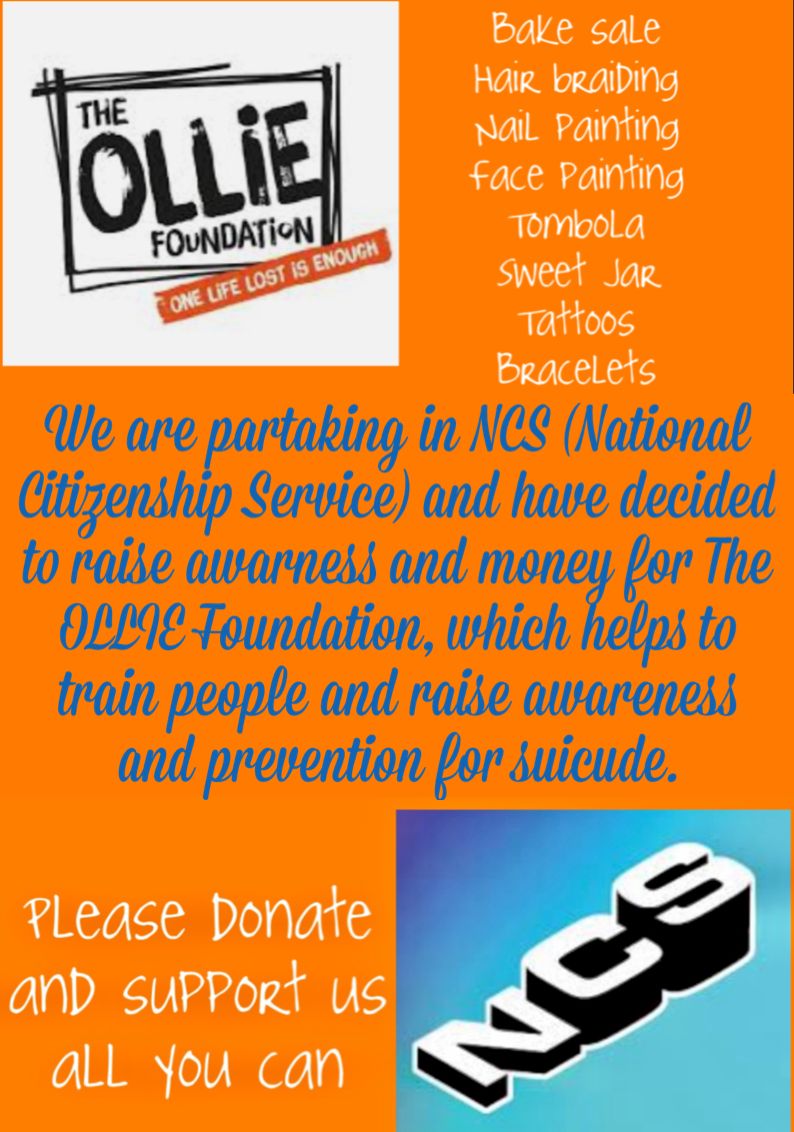 THE
OLLiE
FOUNDATiON
ONE LiFE LOST iS ENOUGH
Bake sale
Hair braiding
Nail Painting
Face Painting
Tombola
Sweet Jar
Tattoos
Bracelets
We are partaking in NCS (National
Citizenship Service) and have decided
to raise awarness and money for The
OLLIE Foundation, which helps to
train people and raise awareness
and prevention for suicude.
Please Donate
and support us
all you can
NCS